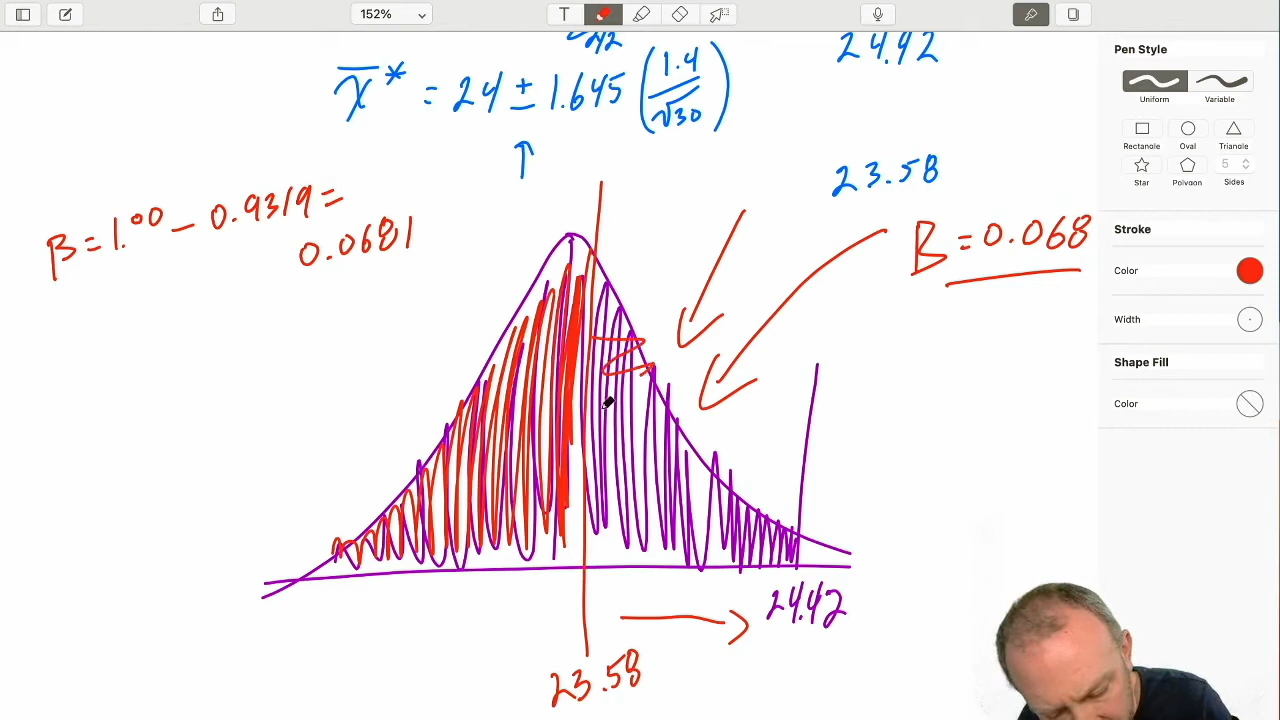 152%
T
24.42
x̄* = 24 ± 1.645 (1.4/√30)
↑
23.58
β = 1.00 − 0.9319 =
0.0681
β = 0.068
24.42
23.58
Pen Style
Uniform Variable
Rectangle Oval Triangle
Star Polygon 5 Sides
Stroke
Color
Width
Shape Fill
Color